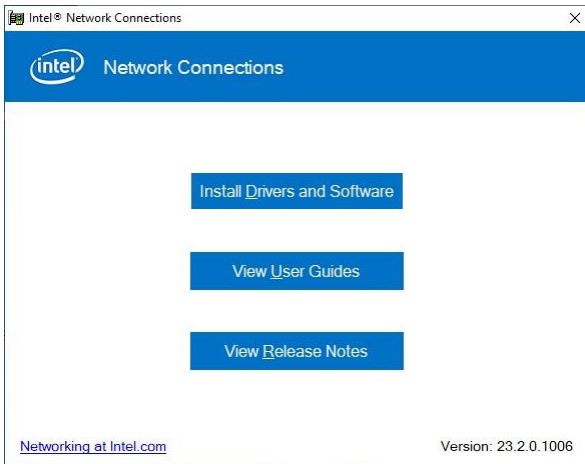 Intel® Network Connections
intel Network Connections
Install Drivers and Software
View User Guides
View Release Notes
Networking at Intel.com Version: 23.2.0.1006